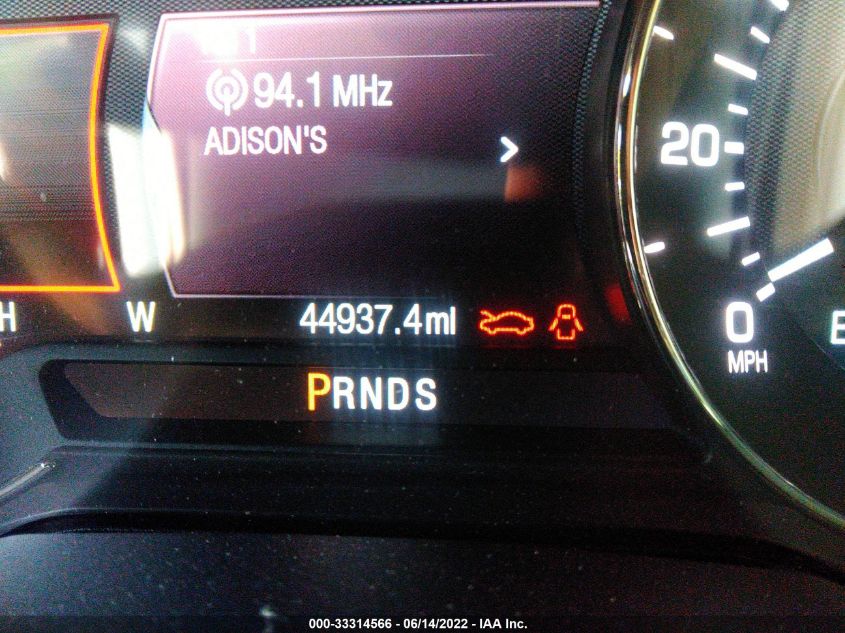 94.1 MHz
ADISON'S
20
H
W
44937.4mi
0
MPH
E
PRNDS
000-33314566 - 06/14/2022 - IAA Inc.